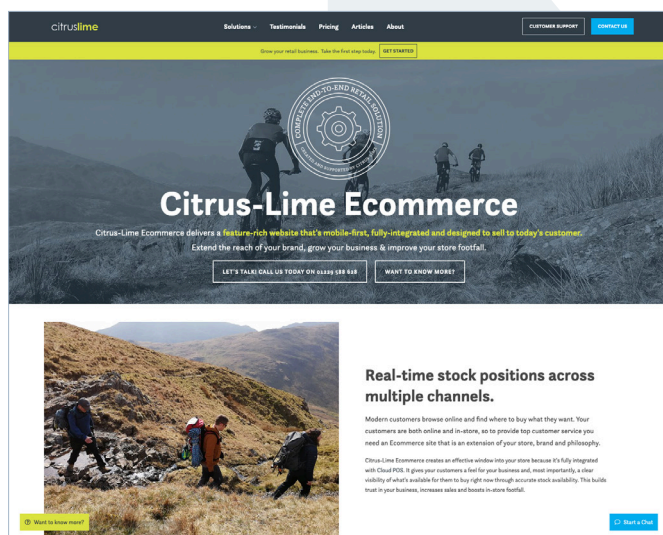 citruslime
Solutions
Testimonials
Pricing
Articles
About
CUSTOMER SUPPORT
CONTACT US
Grow your retail business. Take the first step today.
GET STARTED
COMPLETE END-TO-END RETAIL SOLUTION
CREATED AND SUPPORTED BY CITRUS-LIME
Citrus-Lime Ecommerce
Citrus-Lime Ecommerce delivers a feature-rich website that's mobile-first, fully-integrated and designed to sell to today's customer.
Extend the reach of your brand, grow your business & improve your store footfall.
LET'S TALK! CALL US TODAY ON 01229 588 628
WANT TO KNOW MORE?
Real-time stock positions across
multiple channels.
Modern customers browse online and find where to buy what they want. Your
customers are both online and in-store, so to provide top customer service you
need an Ecommerce site that is an extension of your store, brand and philosophy.
Citrus-Lime Ecommerce creates an effective window into your store because it's fully integrated
with Cloud POS. It gives your customers a feel for your business and, most importantly, a clear
visibility of what's available for them to buy right now through accurate stock availability. This builds
trust in your business, increases sales and boosts in-store footfall.
Want to know more?
Start a Chat